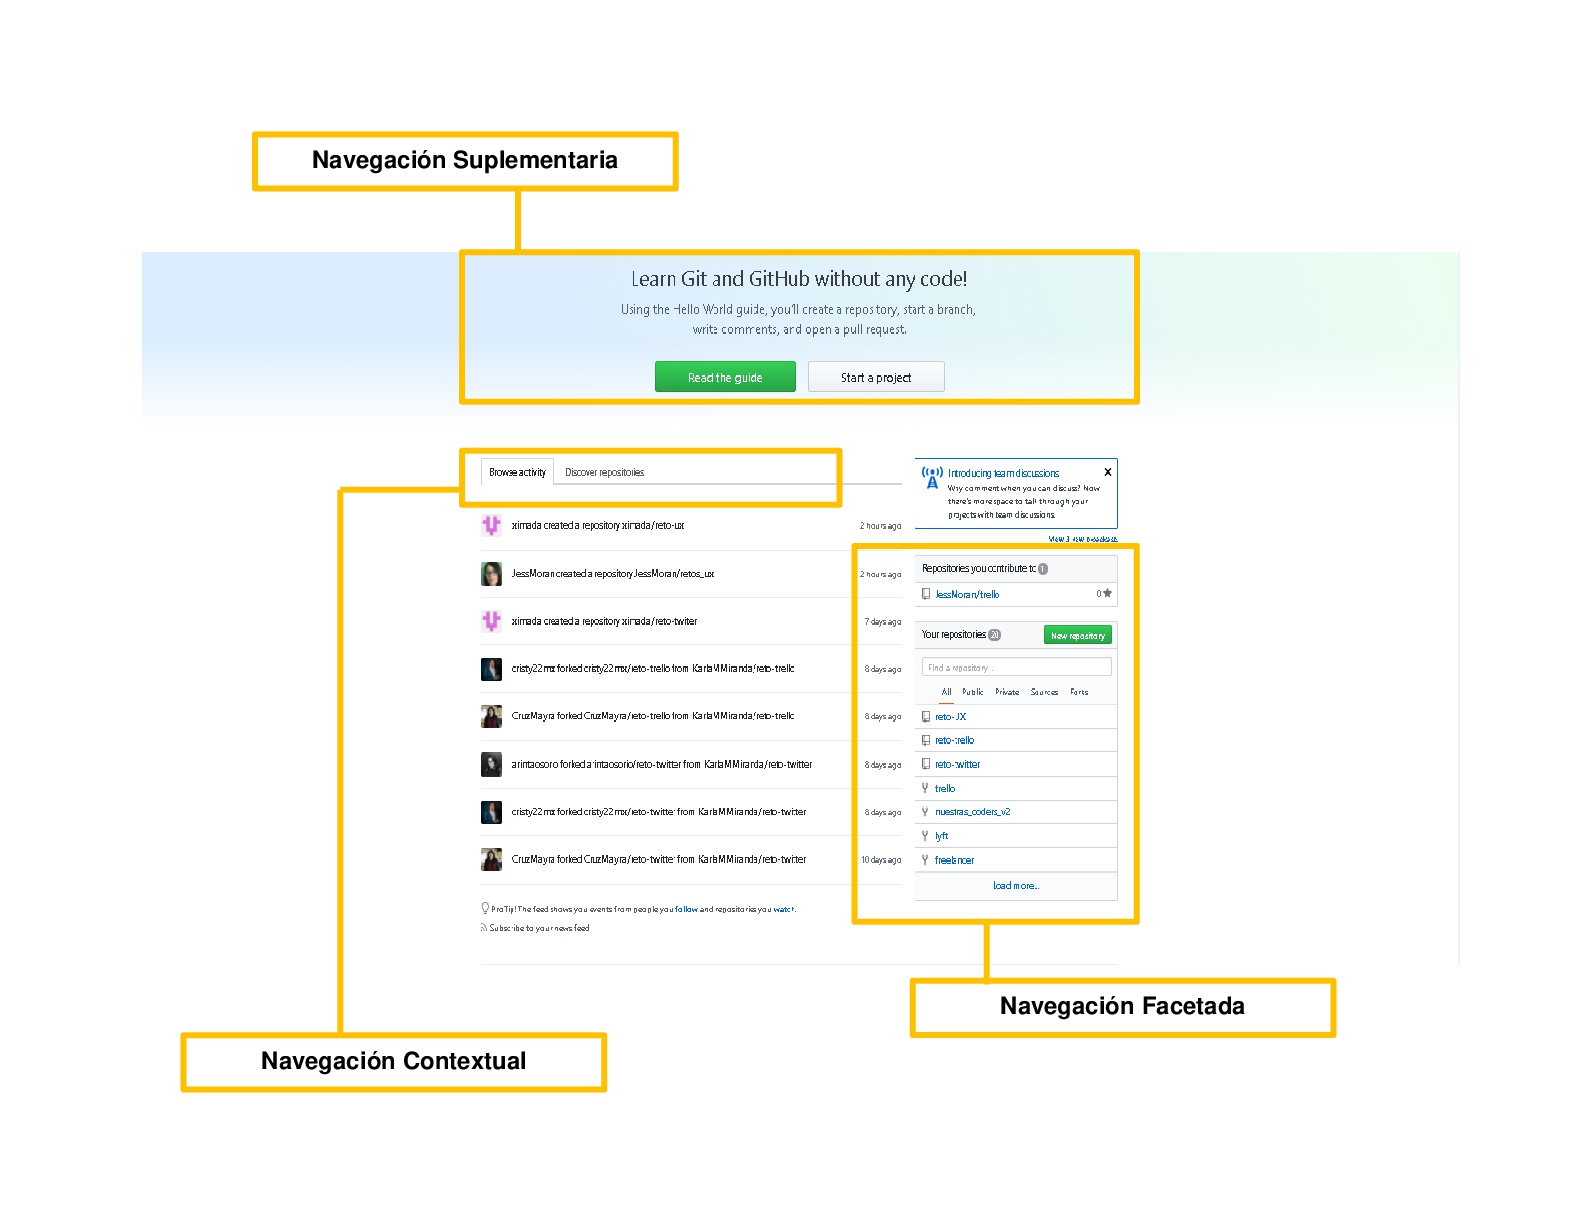 Navegación Suplementaria
Learn Git and GitHub without any code!
Using the Hello World guide, you'll create a repository, start a branch,
write comments, and open a pull request.
Read the guide
Start a project
Browse activity
Discover repositories
ximada created a repository ximada/reto-ux
2 hours ago
JessMoran created a repository JessMoran/retos_ux
2 hours ago
ximada created a repository ximada/reto-twiter
7 days ago
cristy22mx forked cristy22mx/reto-trello from KarlaMMiranda/reto-trello
8 days ago
CruzMayra forked CruzMayra/reto-trello from KarlaMMiranda/reto-trello
8 days ago
arintaosorio forked arintaosorio/reto-twitter from KarlaMMiranda/reto-twitter
8 days ago
cristy22mx forked cristy22mx/reto-twitter from KarlaMMiranda/reto-twitter
8 days ago
CruzMayra forked CruzMayra/reto-twitter from KarlaMMiranda/reto-twitter
10 days ago
ProTip! The feed shows you events from people you follow and repositories you watch.
Subscribe to your news feed
Introducing team discussions
Why comment when you can discuss? Now
there's more space to talk through your
projects with team discussions.
View 3 new broadcasts
Repositories you contribute to 1
JessMoran/trello
0
Your repositories 20
New repository
Find a repository...
All Public Private Sources Forks
reto-UX
reto-trello
reto-twitter
trello
nuestras_coders_v2
lyft
freelancer
Load more...
Navegación Facetada
Navegación Contextual